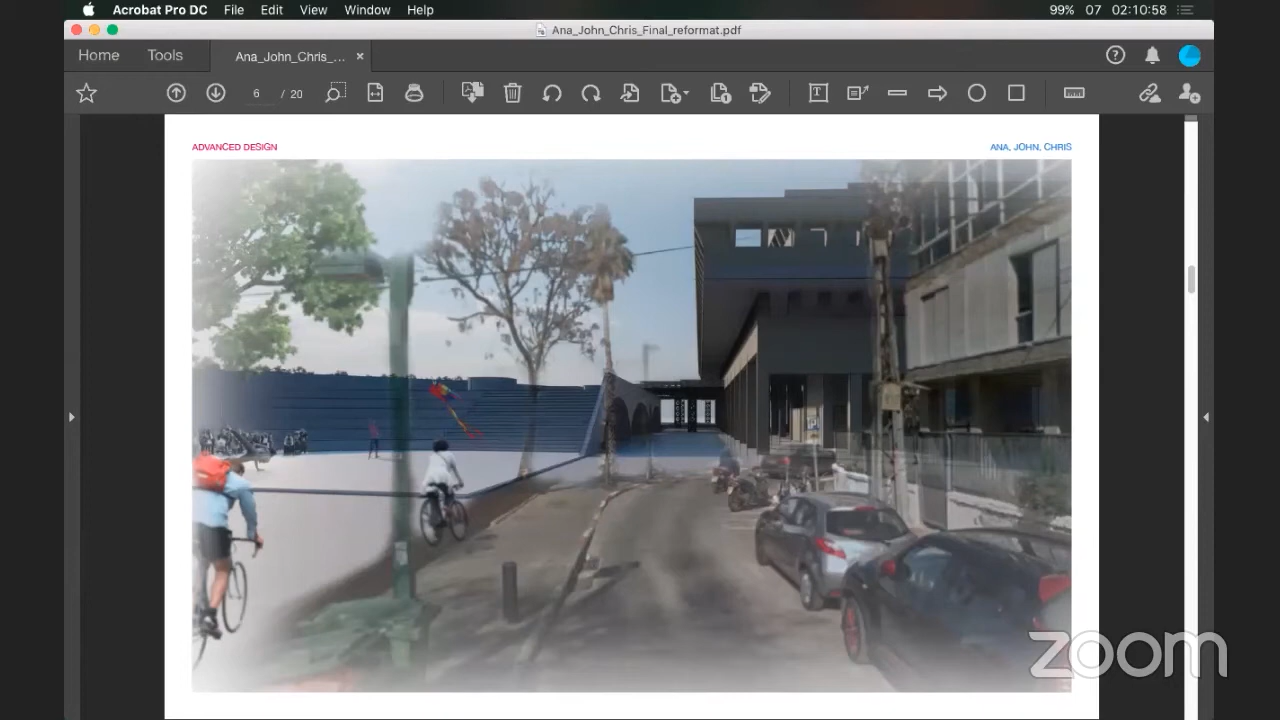 Acrobat Pro DC File Edit View Window Help 99% 07 02:10:58
Ana_John_Chris_Final_reformat.pdf
Home Tools Ana_John_Chris_... ×
6 / 20
ADVANCED DESIGN
ANA, JOHN, CHRIS
zoom